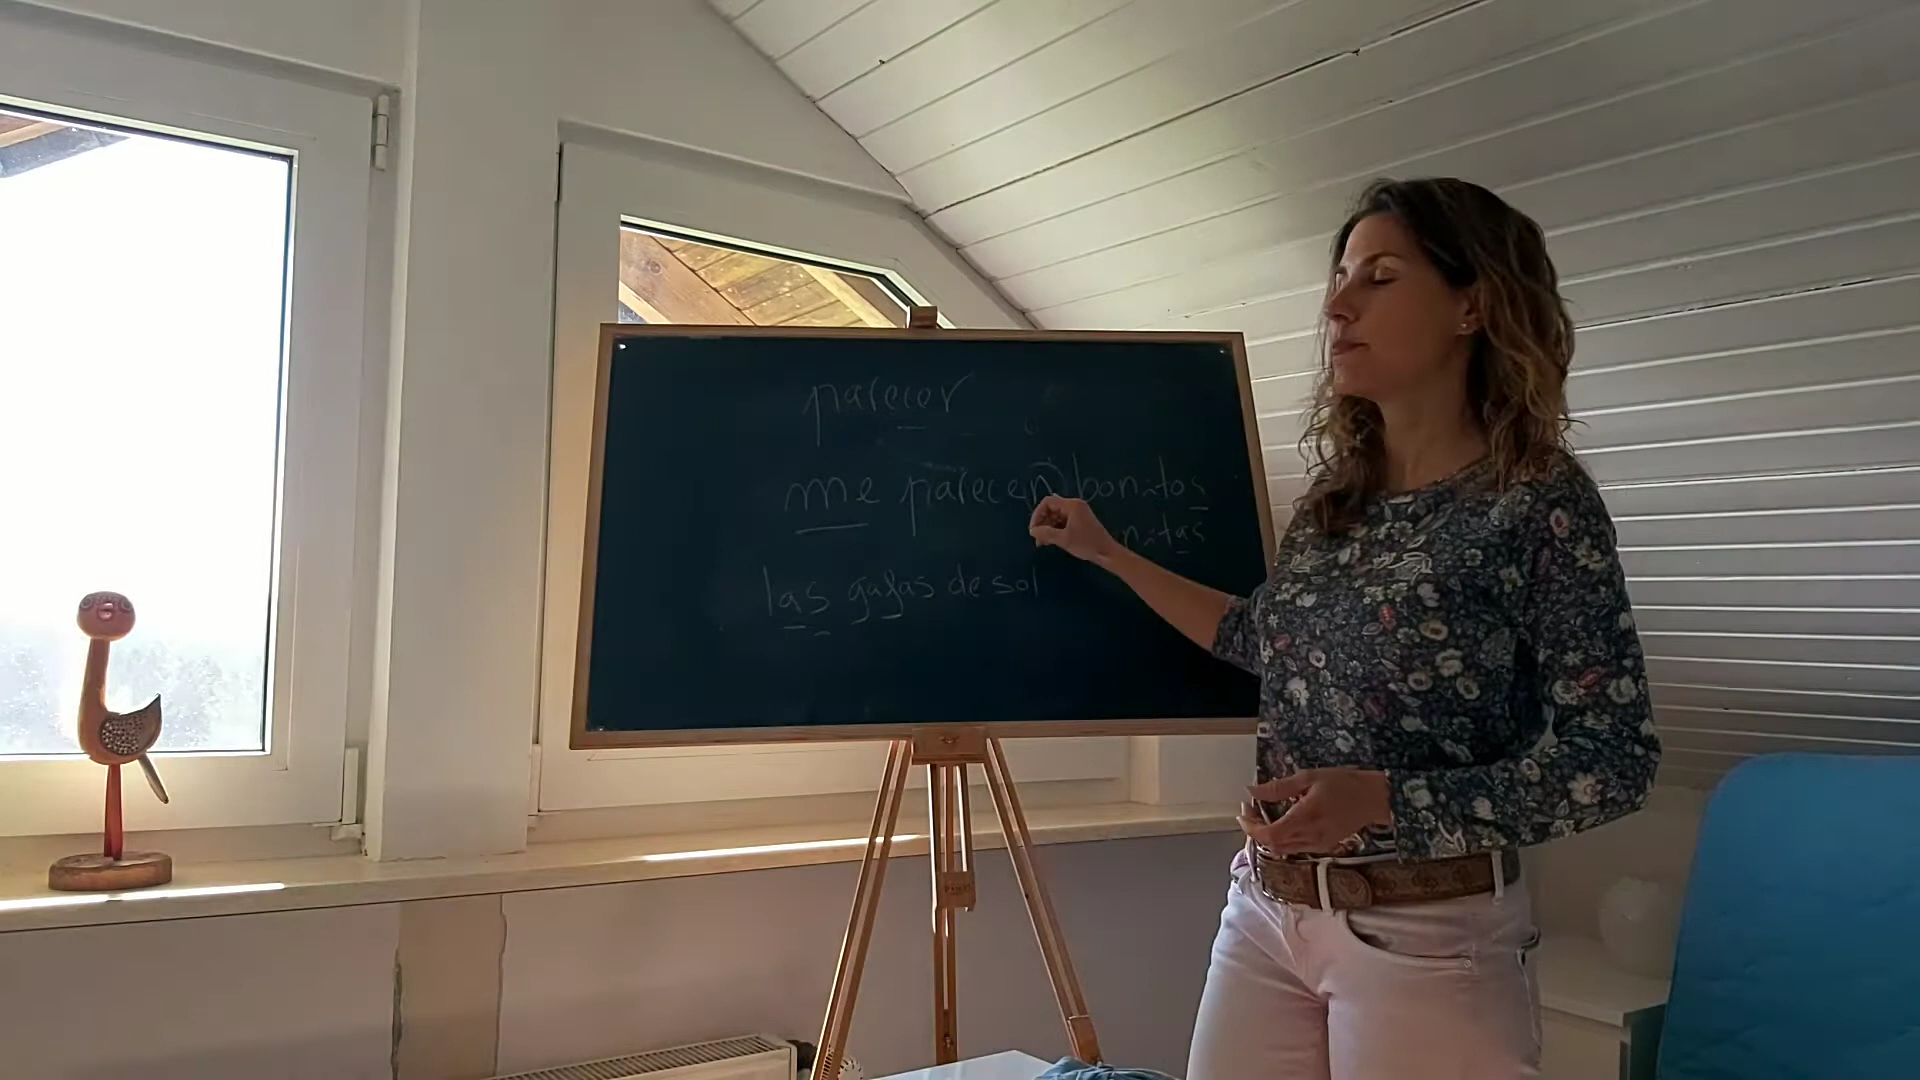 parecer
me parecen bonitos
las gafas de sol